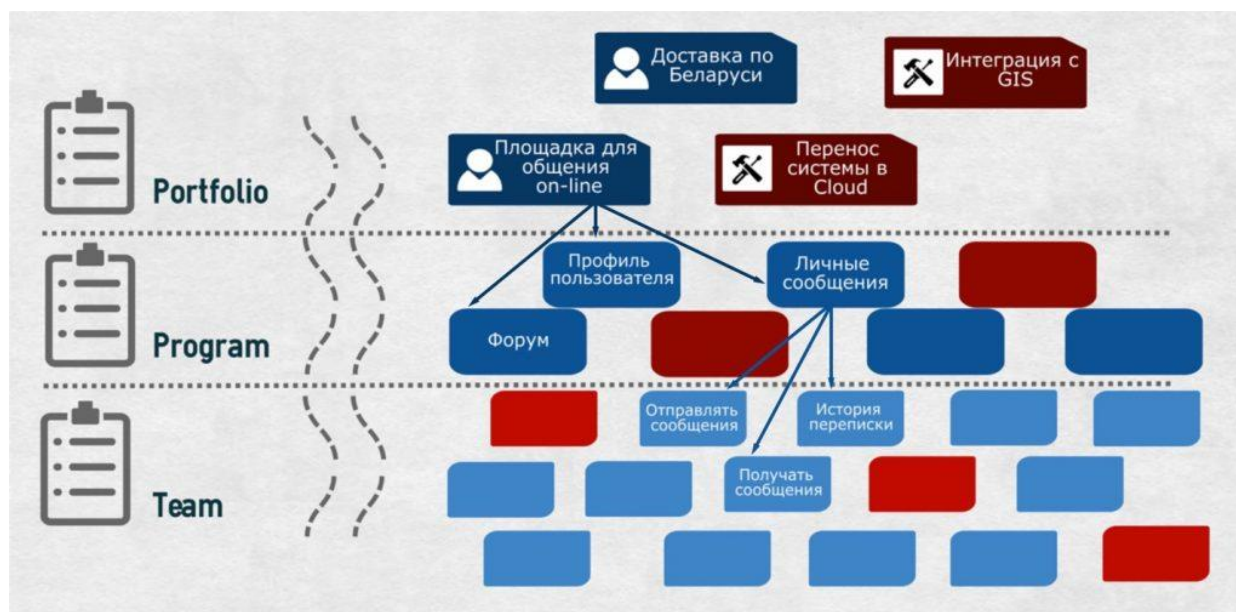 Доставка по
Беларуси
Интеграция с
GIS
Площадка для
общения
on-line
Перенос
системы в
Cloud
Portfolio
Профиль
пользователя
Личные
сообщения
Форум
Program
Отправлять
сообщения
История
переписки
Получать
сообщения
Team